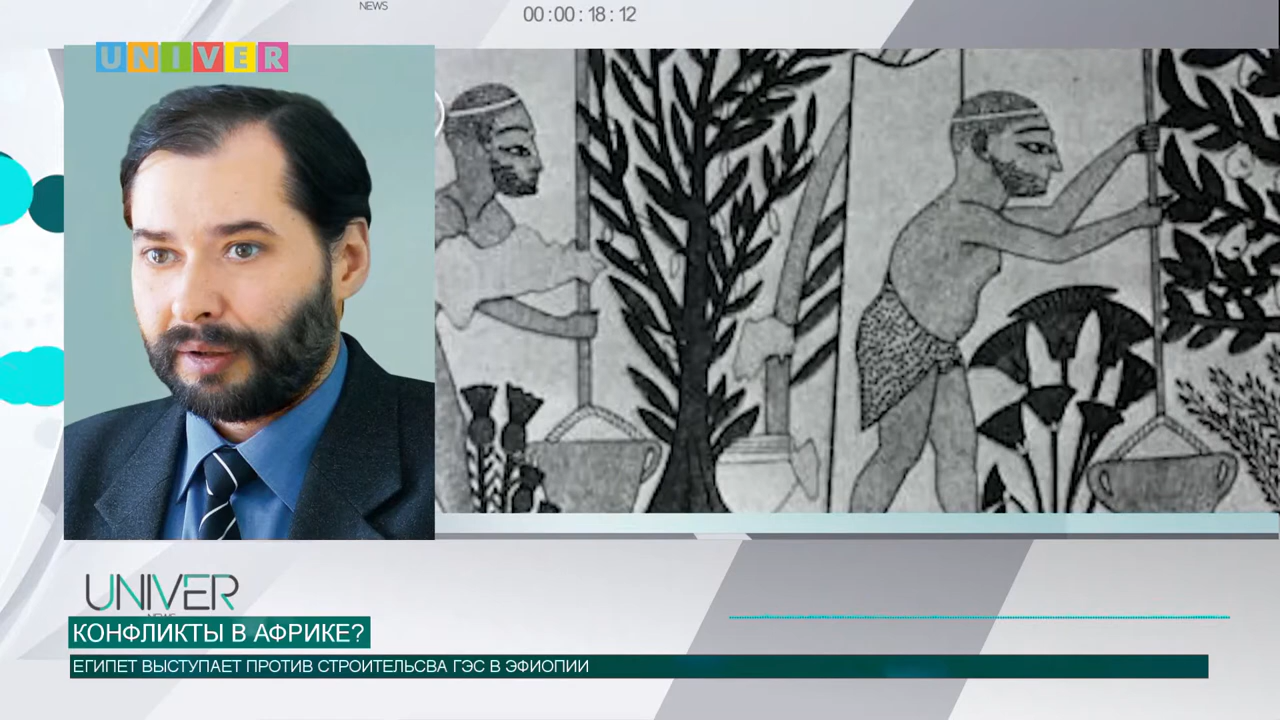 NEWS
00:00:18:12
UNIVER
UNIVER
КОНФЛИКТЫ В АФРИКЕ?
ЕГИПЕТ ВЫСТУПАЕТ ПРОТИВ СТРОИТЕЛЬСВА ГЭС В ЭФИОПИИ